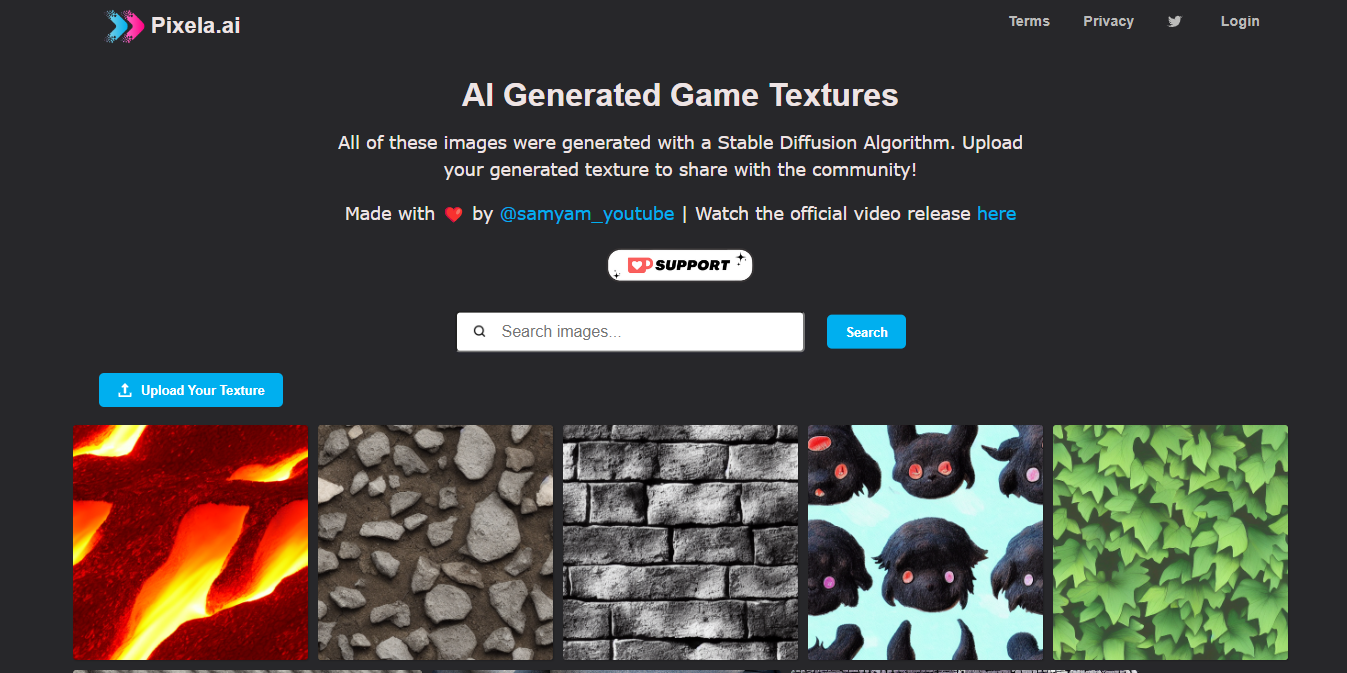 Pixela.ai
Terms
Privacy
Login
AI Generated Game Textures
All of these images were generated with a Stable Diffusion Algorithm. Upload
your generated texture to share with the community!
Made with ❤️ by @samyam_youtube | Watch the official video release here
SUPPORT
Search images...
Search
Upload Your Texture